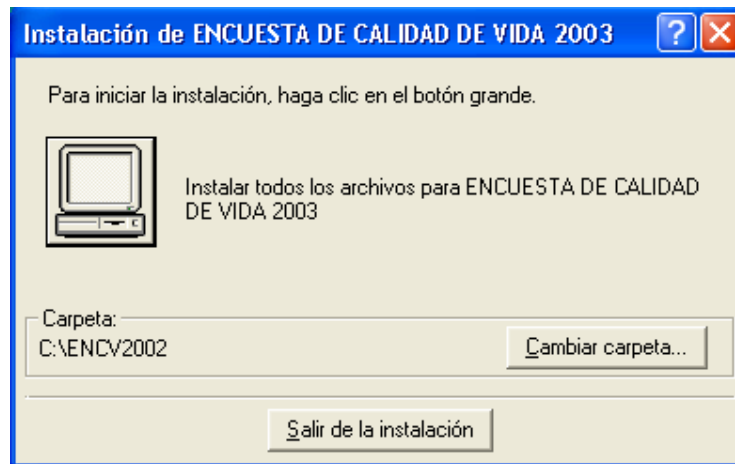 Instalación de ENCUESTA DE CALIDAD DE VIDA 2003
Para iniciar la instalación, haga clic en el botón grande.
Instalar todos los archivos para ENCUESTA DE CALIDAD
DE VIDA 2003
Carpeta:
C:\ENCV2002
Cambiar carpeta...
Salir de la instalación